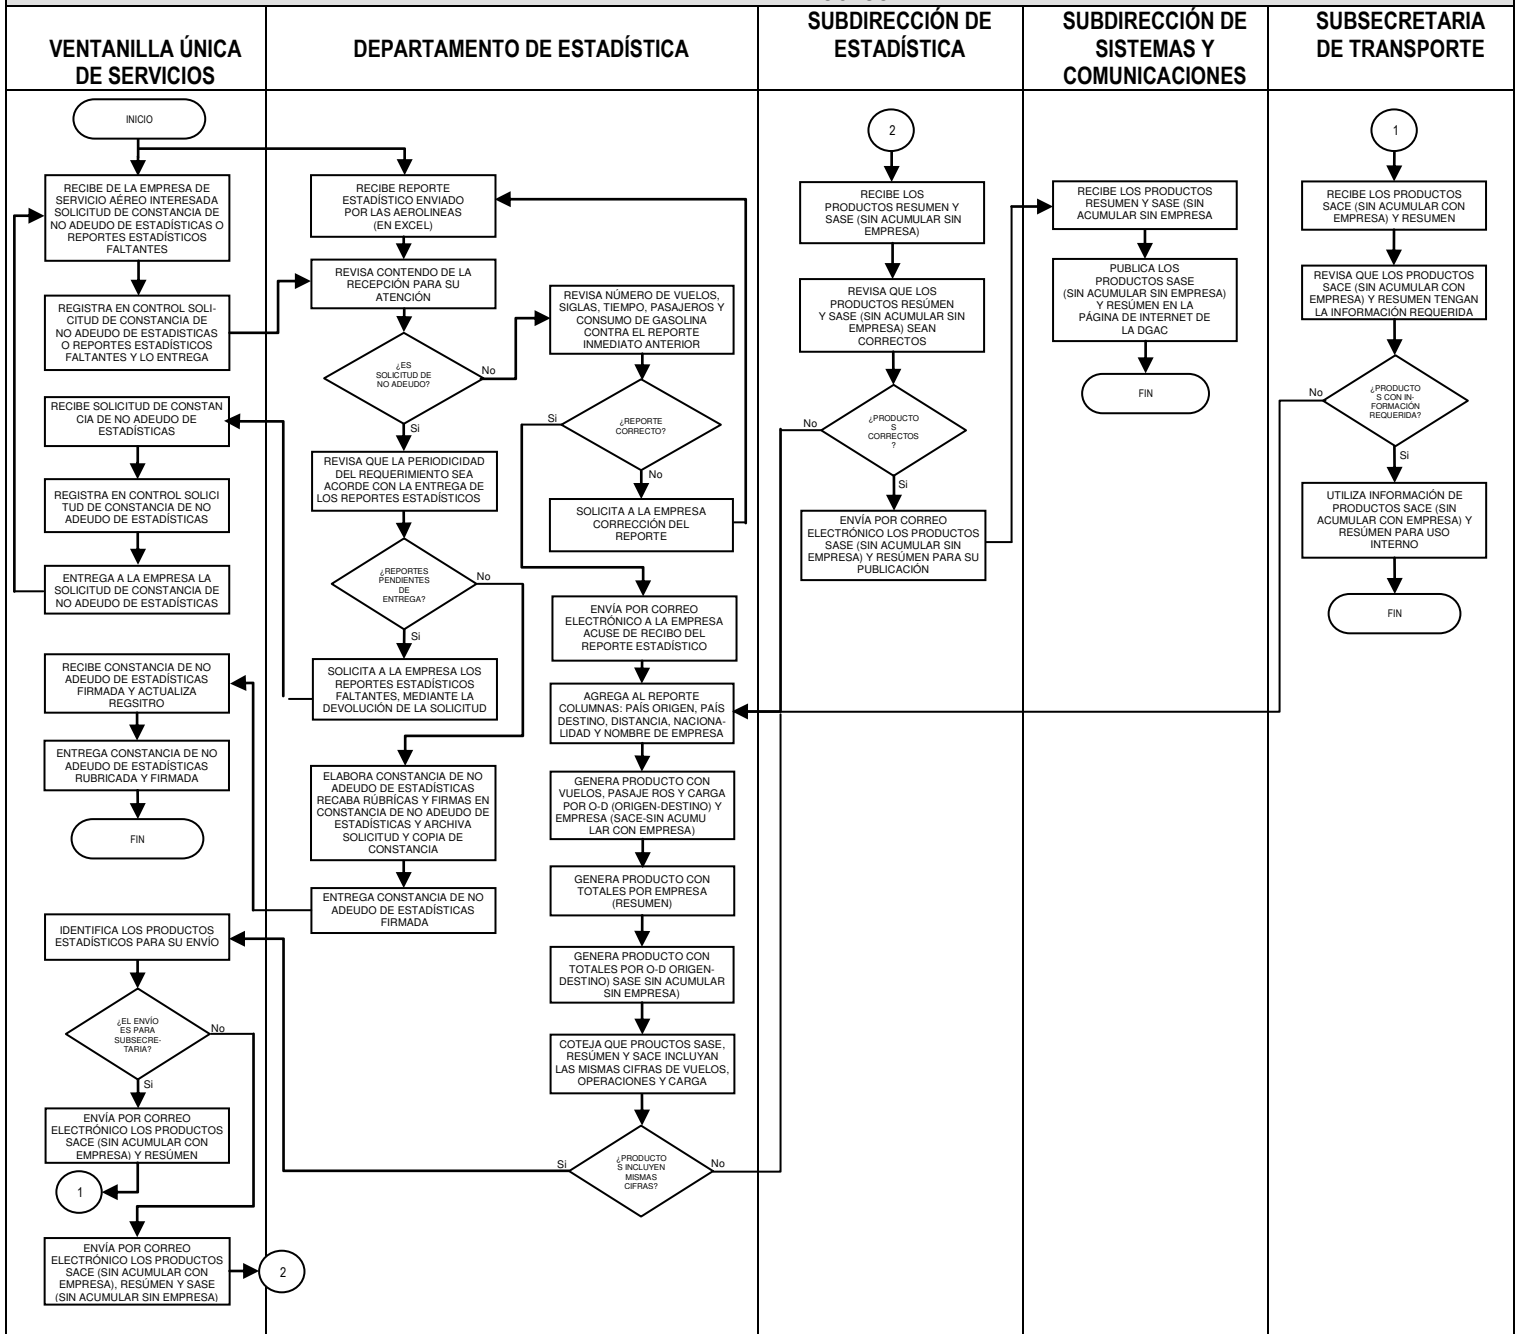 VENTANILLA ÚNICA
DE SERVICIOS
DEPARTAMENTO DE ESTADÍSTICA
SUBDIRECCIÓN DE
ESTADÍSTICA
SUBDIRECCIÓN DE
SISTEMAS Y
COMUNICACIONES
SUBSECRETARIA
DE TRANSPORTE
INICIO
RECIBE DE LA EMPRESA DE
SERVICIO AÉREO INTERESADA
SOLICITUD DE CONSTANCIA DE
NO ADEUDO DE ESTADÍSTICAS O
REPORTES ESTADÍSTICOS
FALTANTES
REGISTRA EN CONTROL SOLI-
CITUD DE CONSTANCIA DE
NO ADEUDO DE ESTADISTICAS
O REPORTES ESTADÍSTICOS
FALTANTES Y LO ENTREGA
RECIBE SOLICITUD DE CONSTAN
CIA DE NO ADEUDO DE
ESTADÍSTICAS
REGISTRA EN CONTROL SOLICI
TUD DE CONSTANCIA DE NO
ADEUDO DE ESTADÍSTICAS
ENTREGA A LA EMPRESA LA
SOLICITUD DE CONSTANCIA DE
NO ADEUDO DE ESTADÍSTICAS
RECIBE CONSTANCIA DE NO
ADEUDO DE ESTADÍSTICAS
FIRMADA Y ACTUALIZA
REGSITRO
ENTREGA CONSTANCIA DE NO
ADEUDO DE ESTADÍSTICAS
RUBRICADA Y FIRMADA
FIN
IDENTIFICA LOS PRODUCTOS
ESTADÍSTICOS PARA SU ENVÍO
¿EL ENVÍO
ES PARA
SUBSECRE-
TARIA?
No
Si
ENVÍA POR CORREO
ELECTRÓNICO LOS PRODUCTOS
SACE (SIN ACUMULAR CON
EMPRESA) Y RESÚMEN
1
ENVÍA POR CORREO
ELECTRÓNICO LOS PRODUCTOS
SACE (SIN ACUMULAR CON
EMPRESA), RESÚMEN Y SASE
(SIN ACUMULAR SIN EMPRESA)
2
RECIBE REPORTE
ESTADÍSTICO ENVIADO
POR LAS AEROLINEAS
(EN EXCEL)
REVISA CONTENDO DE LA
RECEPCIÓN PARA SU
ATENCIÓN
¿ES
SOLICITUD DE
NO ADEUDO?
No
Si
REVISA QUE LA PERIODICIDAD
DEL REQUERIMIENTO SEA
ACORDE CON LA ENTREGA DE
LOS REPORTES ESTADÍSTICOS
¿REPORTES
PENDIENTES
DE
ENTREGA?
No
Si
SOLICITA A LA EMPRESA LOS
REPORTES ESTADÍSTICOS
FALTANTES, MEDIANTE LA
DEVOLUCIÓN DE LA SOLICITUD
ELABORA CONSTANCIA DE NO
ADEUDO DE ESTADÍSTICAS
RECABA RÚBRÍCAS Y FIRMAS EN
CONSTANCIA DE NO ADEUDO DE
ESTADÍSTICAS Y ARCHIVA
SOLICITUD Y COPIA DE
CONSTANCIA
ENTREGA CONSTANCIA DE NO
ADEUDO DE ESTADÍSTICAS
FIRMADA
REVISA NÚMERO DE VUELOS,
SIGLAS, TIEMPO, PASAJEROS Y
CONSUMO DE GASOLINA
CONTRA EL REPORTE
INMEDIATO ANTERIOR
¿REPORTE
CORRECTO?
Si
No
SOLICITA A LA EMPRESA
CORRECCIÓN DEL
REPORTE
ENVÍA POR CORREO
ELECTRÓNICO A LA EMPRESA
ACUSE DE RECIBO DEL
REPORTE ESTADÍSTICO
AGREGA AL REPORTE
COLUMNAS: PAÍS ORIGEN, PAÍS
DESTINO, DISTANCIA, NACIONA-
LIDAD Y NOMBRE DE EMPRESA
GENERA PRODUCTO CON
VUELOS, PASAJE ROS Y CARGA
POR O-D (ORIGEN-DESTINO) Y
EMPRESA (SACE-SIN ACUMU
LAR CON EMPRESA)
GENERA PRODUCTO CON
TOTALES POR EMPRESA
(RESUMEN)
GENERA PRODUCTO CON
TOTALES POR O-D ORIGEN-
DESTINO) SASE SIN ACUMULAR
SIN EMPRESA)
COTEJA QUE PROUCTOS SASE,
RESÚMEN Y SACE INCLUYAN
LAS MISMAS CIFRAS DE VUELOS,
OPERACIONES Y CARGA
¿PRODUCTO
S INCLUYEN
MISMAS
CIFRAS?
Si
No
2
RECIBE LOS
PRODUCTOS RESUMEN Y
SASE (SIN ACUMULAR SIN
EMPRESA)
REVISA QUE LOS
PRODUCTOS RESÚMEN
Y SASE (SIN ACUMULAR SIN
EMPRESA) SEAN
CORRECTOS
¿PRODUCTO
S
CORRECTOS
?
No
Si
ENVÍA POR CORREO
ELECTRÓNICO LOS PRODUCTOS
SASE (SIN ACUMULAR SIN
EMPRESA) Y RESÚMEN PARA SU
PUBLICACIÓN
RECIBE LOS PRODUCTOS
RESUMEN Y SASE (SIN
ACUMULAR SIN EMPRESA
PUBLICA LOS
PRODUCTOS SASE
(SIN ACUMULAR SIN EMPRESA)
Y RESÚMEN EN LA
PÁGINA DE INTERNET DE
LA DGAC
FIN
1
RECIBE LOS PRODUCTOS
SACE (SIN ACUMULAR CON
EMPRESA) Y RESUMEN
REVISA QUE LOS PRODUCTOS
SACE (SIN ACUMULAR CON
EMPRESA) Y RESUMEN TENGAN
LA INFORMACIÓN REQUERIDA
¿PRODUCTO
S CON IN-
FORMACIÓN
REQUERIDA?
No
Si
UTILIZA INFORMACIÓN DE
PRODUCTOS SACE (SIN
ACUMULAR CON EMPRESA) Y
RESÚMEN PARA USO
INTERNO
FIN